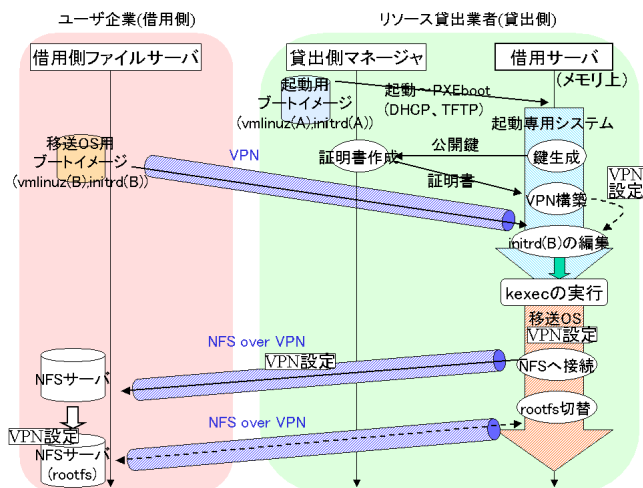 ユーザ企業(借用側)
リソース貸出業者(貸出側)
借用側ファイルサーバ
貸出側マネージャ
借用サーバ
(メモリ上)
起動用
ブートイメージ
(vmlinuz(A),initrd(A))
起動～PXEboot
(DHCP、TFTP)
起動専用システム
移送OS用
ブートイメージ
(vmlinuz(B),initrd(B))
VPN
証明書作成
公開鍵
鍵生成
証明書
VPN構築
VPN
設定
initrd(B)の編集
kexecの実行
移送OS
VPN設定
NFS over VPN
VPN設定
NFSへ接続
NFSサーバ
NFS over VPN
rootfs切替
VPN設定
NFSサーバ
(rootfs)